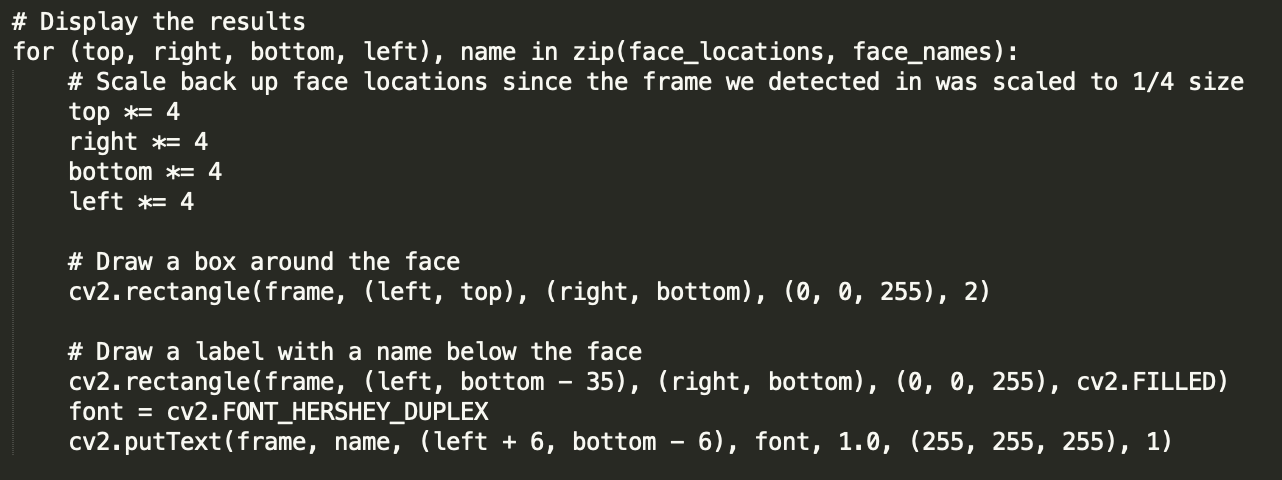 # Display the results
for (top, right, bottom, left), name in zip(face_locations, face_names):
    # Scale back up face locations since the frame we detected in was scaled to 1/4 size
    top *= 4
    right *= 4
    bottom *= 4
    left *= 4

    # Draw a box around the face
    cv2.rectangle(frame, (left, top), (right, bottom), (0, 0, 255), 2)

    # Draw a label with a name below the face
    cv2.rectangle(frame, (left, bottom - 35), (right, bottom), (0, 0, 255), cv2.FILLED)
    font = cv2.FONT_HERSHEY_DUPLEX
    cv2.putText(frame, name, (left + 6, bottom - 6), font, 1.0, (255, 255, 255), 1)